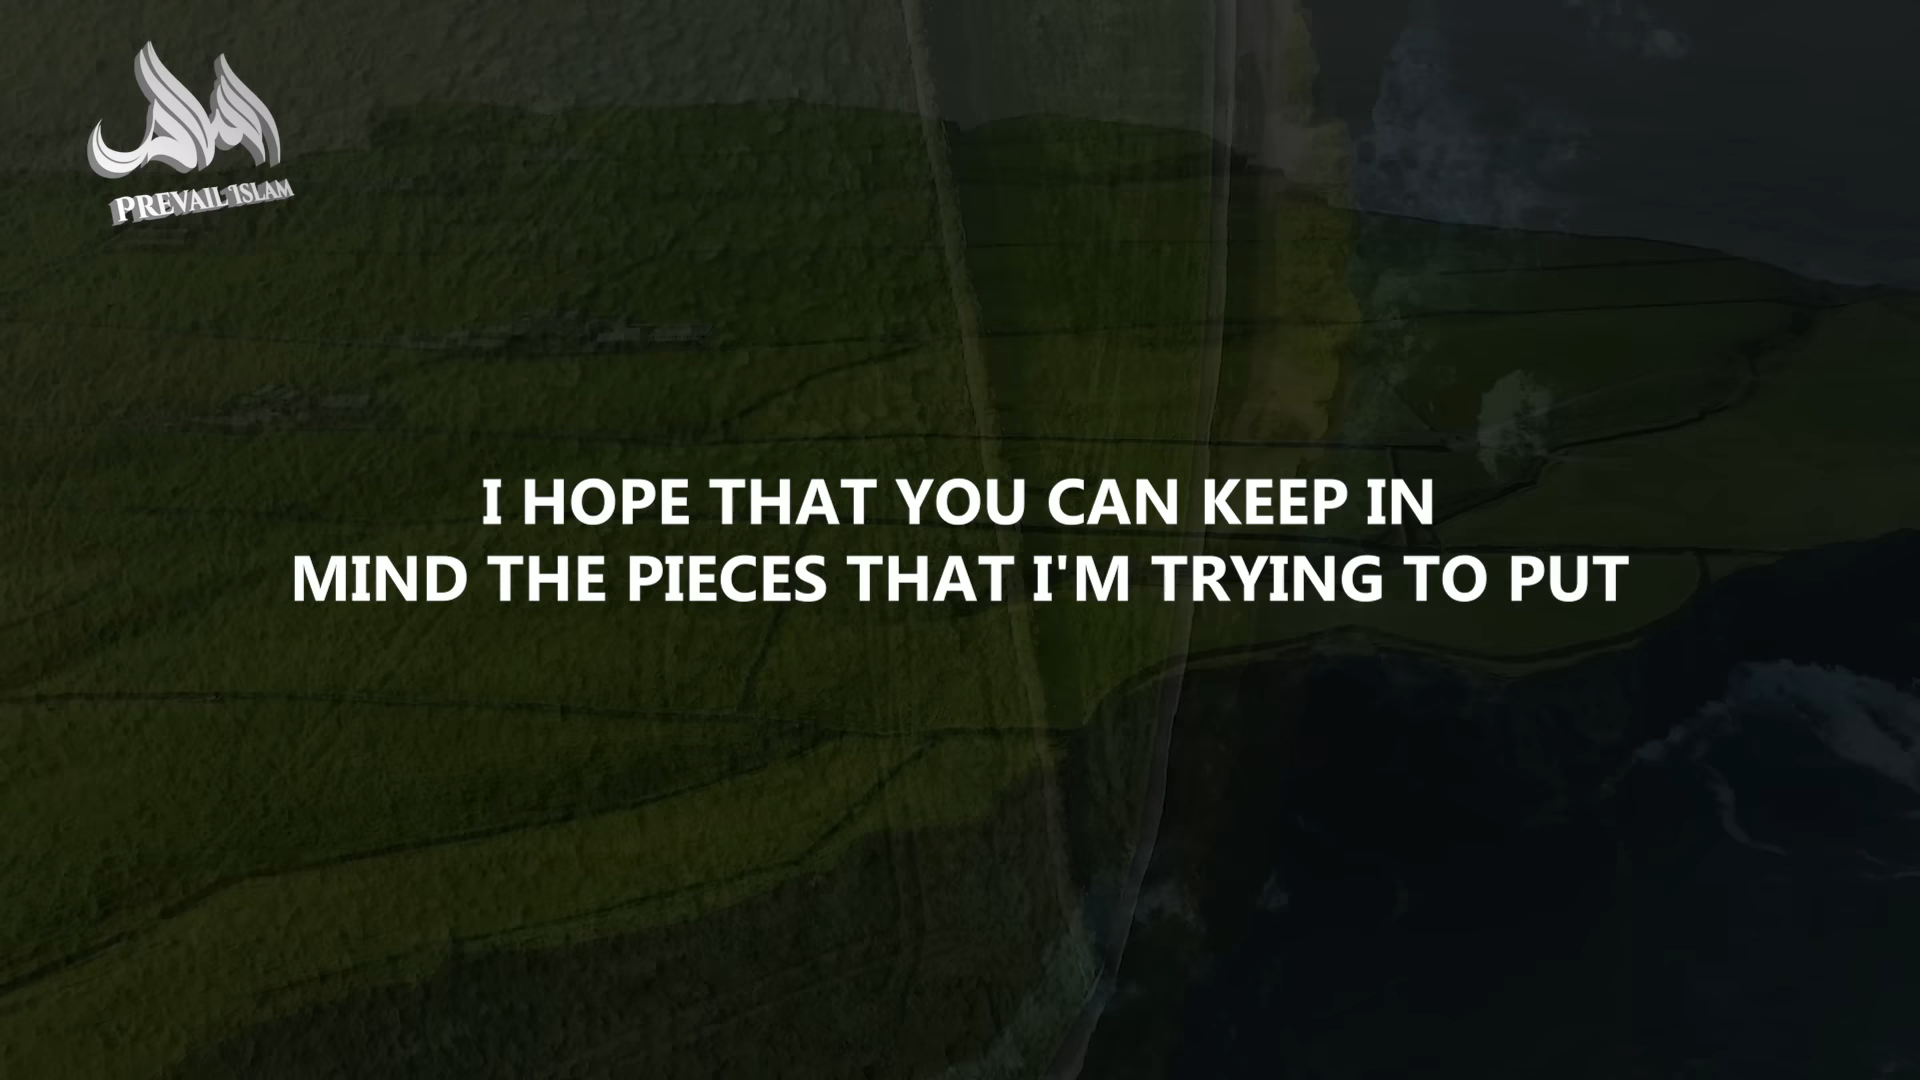 PREVAIL ISLAM
I HOPE THAT YOU CAN KEEP IN
MIND THE PIECES THAT I'M TRYING TO PUT